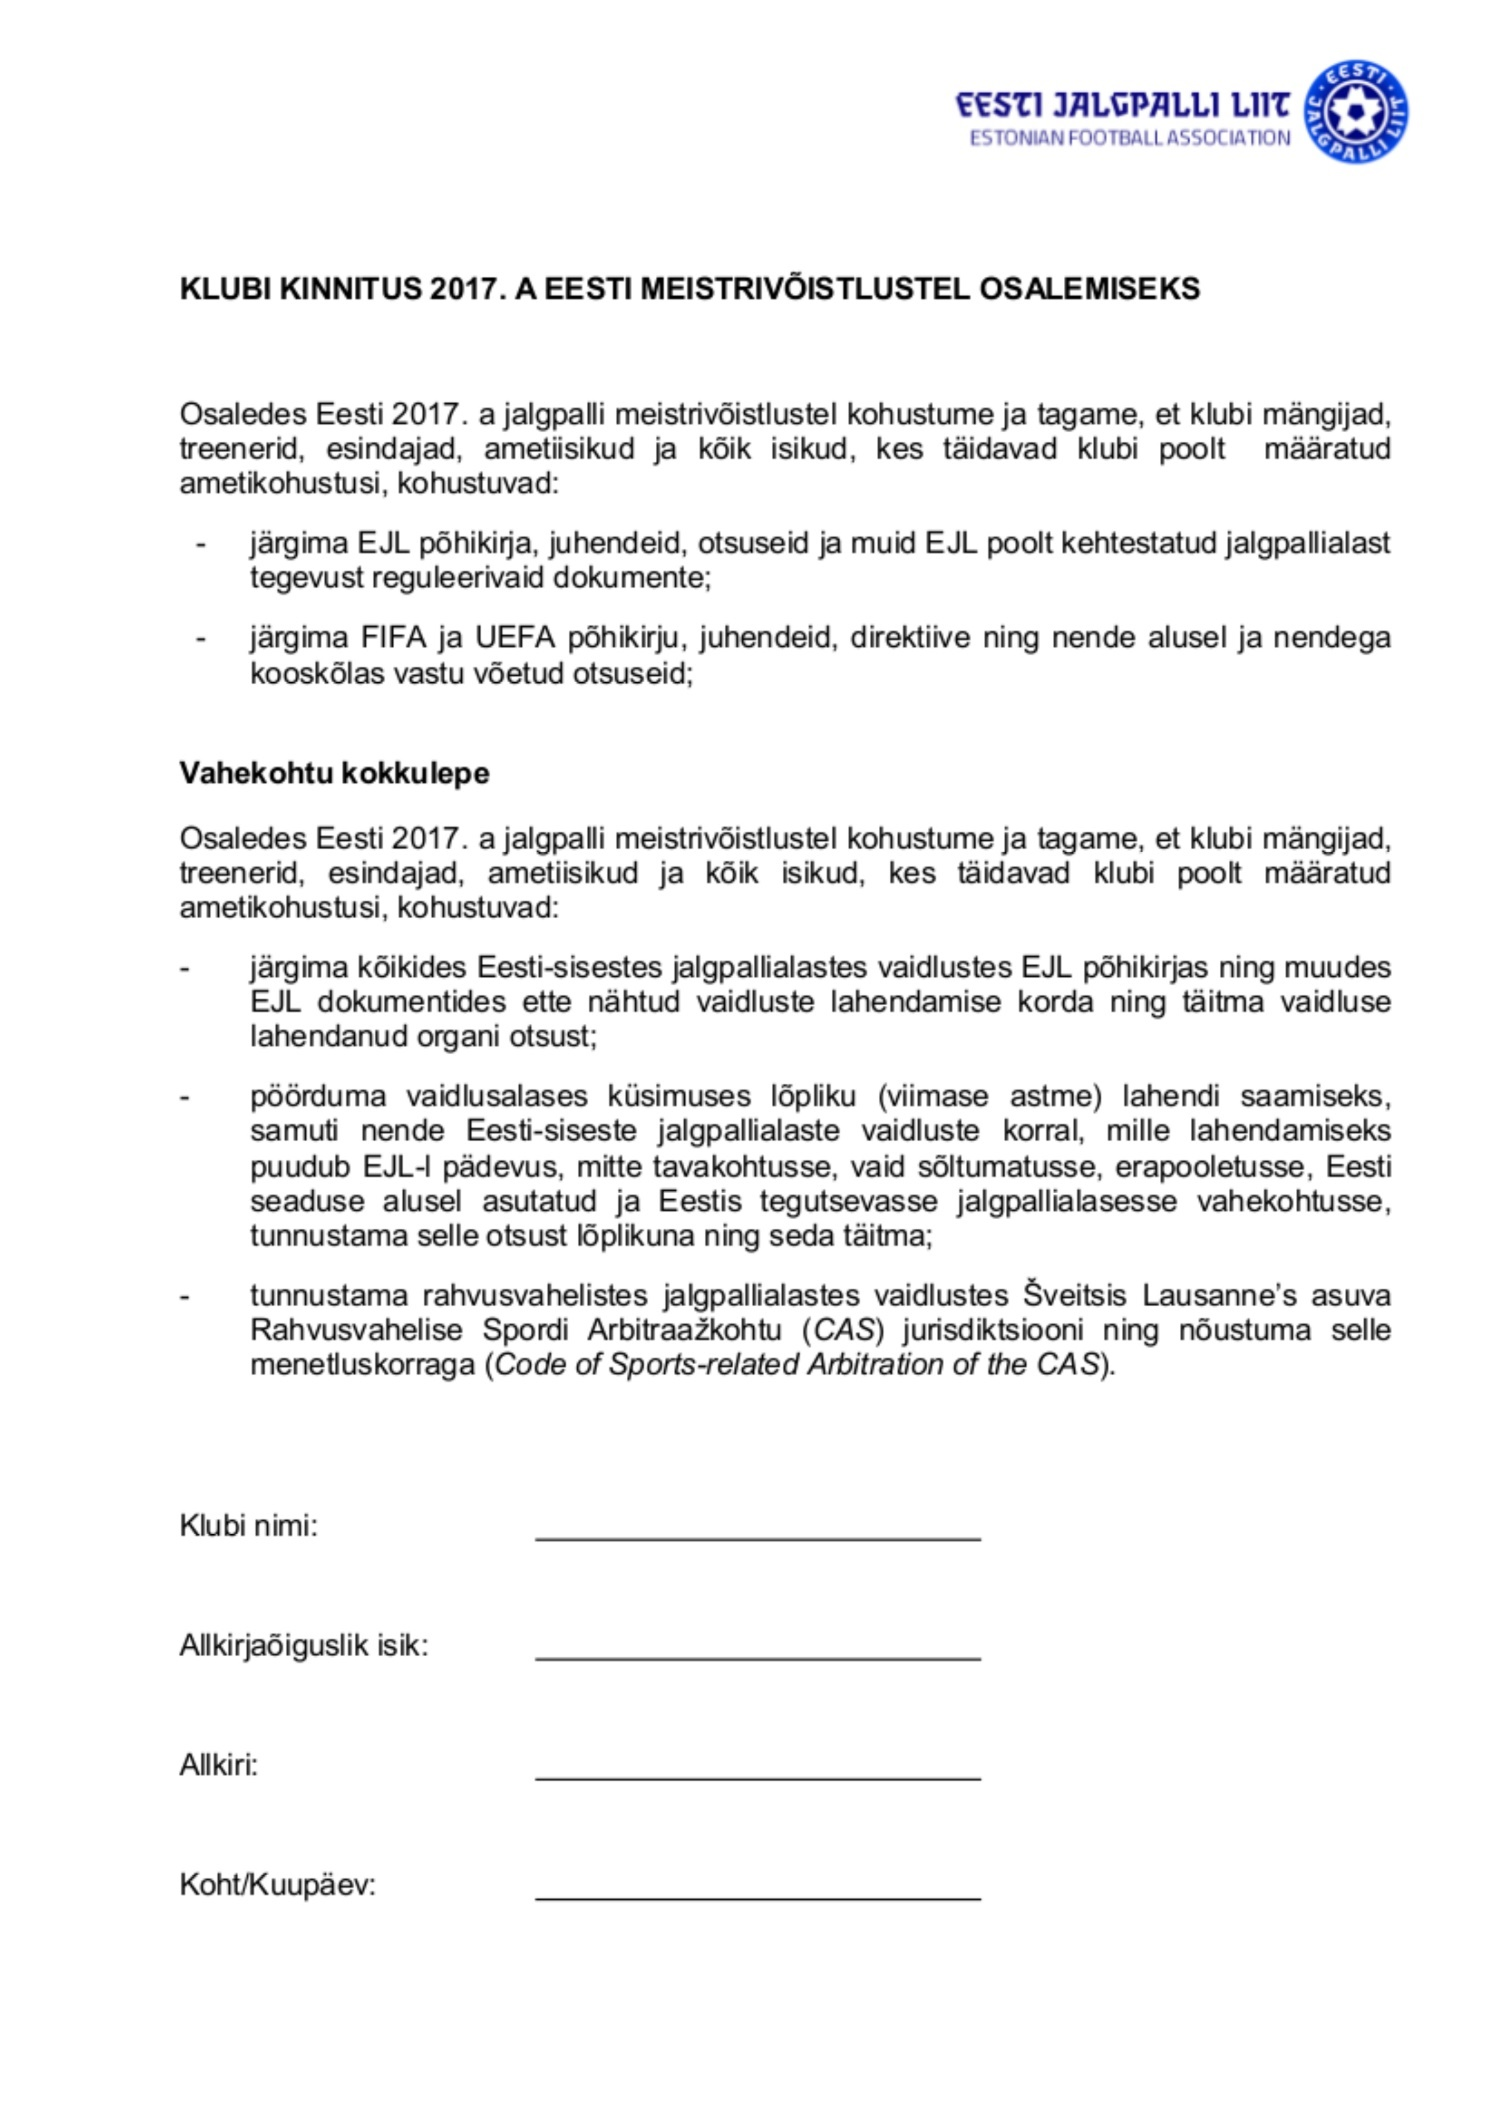 EESTI JALGPALLI LIIT
ESTONIAN FOOTBALL ASSOCIATION
· EESTI · JALGPALLI LIIT
KLUBI KINNITUS 2017. A EESTI MEISTRIVÕISTLUSTEL OSALEMISEKS
Osaledes Eesti 2017. a jalgpalli meistrivõistlustel kohustume ja tagame, et klubi mängijad,
treenerid, esindajad, ametiisikud ja kõik isikud, kes täidavad klubi poolt määratud
ametikohustusi, kohustuvad:
- järgima EJL põhikirja, juhendeid, otsuseid ja muid EJL poolt kehtestatud jalgpallialast
tegevust reguleerivaid dokumente;
- järgima FIFA ja UEFA põhikirju, juhendeid, direktiive ning nende alusel ja nendega
kooskõlas vastu võetud otsuseid;
Vahekohtu kokkulepe
Osaledes Eesti 2017. a jalgpalli meistrivõistlustel kohustume ja tagame, et klubi mängijad,
treenerid, esindajad, ametiisikud ja kõik isikud, kes täidavad klubi poolt määratud
ametikohustusi, kohustuvad:
- järgima kõikides Eesti-sisestes jalgpallialastes vaidlustes EJL põhikirjas ning muudes
EJL dokumentides ette nähtud vaidluste lahendamise korda ning täitma vaidluse
lahendanud organi otsust;
- pöörduma vaidlusalases küsimuses lõpliku (viimase astme) lahendi saamiseks,
samuti nende Eesti-siseste jalgpallialaste vaidluste korral, mille lahendamiseks
puudub EJL-l pädevus, mitte tavakohtusse, vaid sõltumatusse, erapooletusse, Eesti
seaduse alusel asutatud ja Eestis tegutsevasse jalgpallialasesse vahekohtusse,
tunnustama selle otsust lõplikuna ning seda täitma;
- tunnustama rahvusvahelistes jalgpallialastes vaidlustes Šveitsis Lausanne's asuva
Rahvusvahelise Spordi Arbitraažkohtu (CAS) jurisdiktsiooni ning nõustuma selle
menetluskorraga (Code of Sports-related Arbitration of the CAS).
Klubi nimi:
Allkirjaõiguslik isik:
Allkiri:
Koht/Kuupäev: